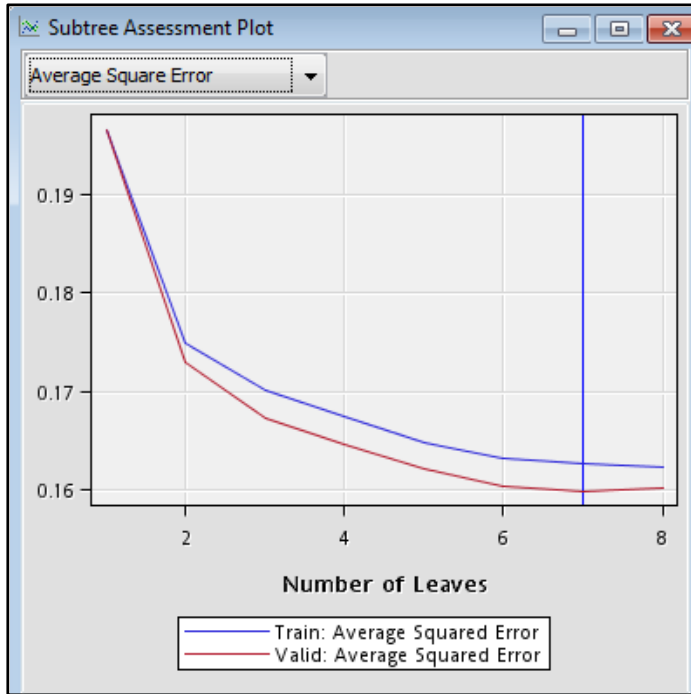 Subtree Assessment Plot
Average Square Error
0.19
0.18
0.17
0.16
2 4 6 8
Number of Leaves
Train: Average Squared Error
Valid: Average Squared Error